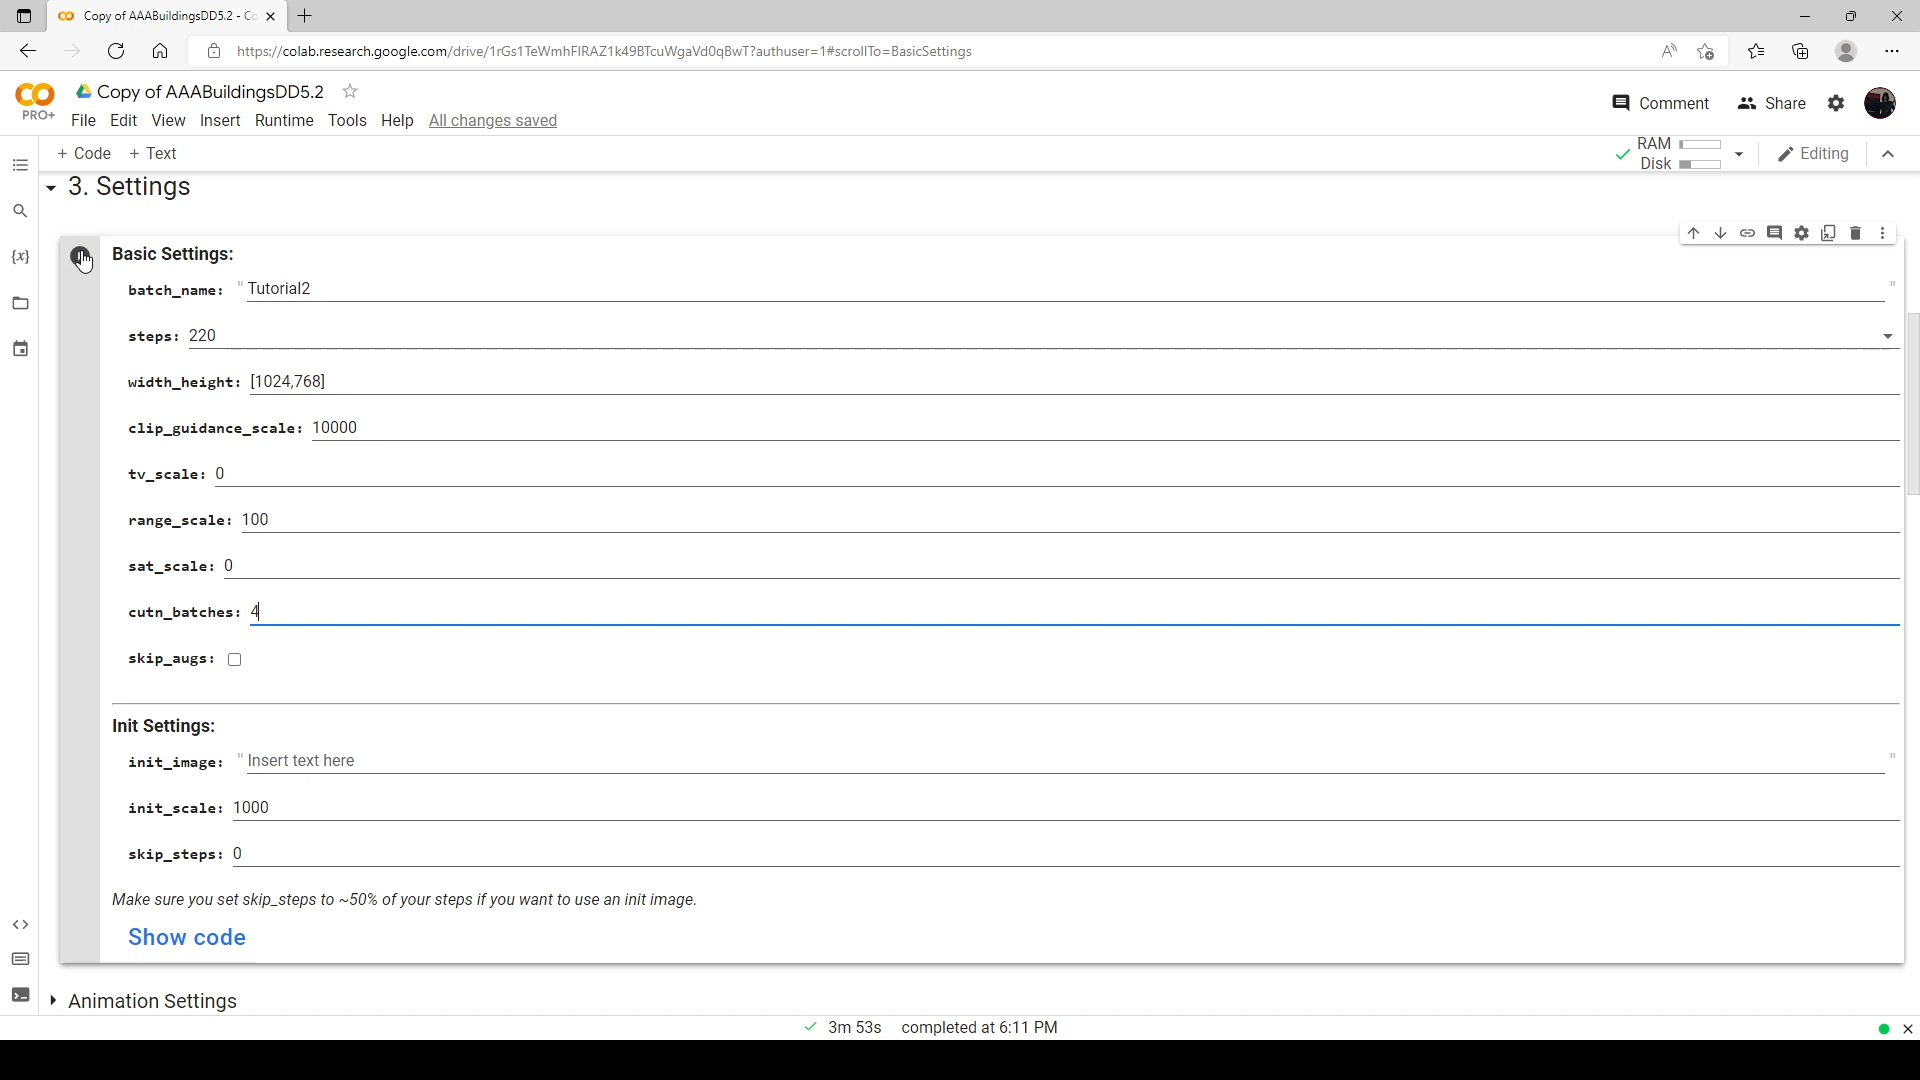 Copy of AAABuildingsDD5.2 - Co
https://colab.research.google.com/drive/1rGs1TeWmhFIRAZ1k49BTcuWgaVd0qBwT?authuser=1#scrollTo=BasicSettings
PRO+
Copy of AAABuildingsDD5.2
File Edit View Insert Runtime Tools Help All changes saved
Comment Share
+ Code + Text
RAM
Disk
Editing
3. Settings
Basic Settings:
batch_name: "Tutorial2"
steps: 220
width_height: [1024,768]
clip_guidance_scale: 10000
tv_scale: 0
range_scale: 100
sat_scale: 0
cutn_batches: 4
skip_augs:
Init Settings:
init_image: "Insert text here"
init_scale: 1000
skip_steps: 0
Make sure you set skip_steps to ~50% of your steps if you want to use an init image.
Show code
Animation Settings
3m 53s completed at 6:11 PM